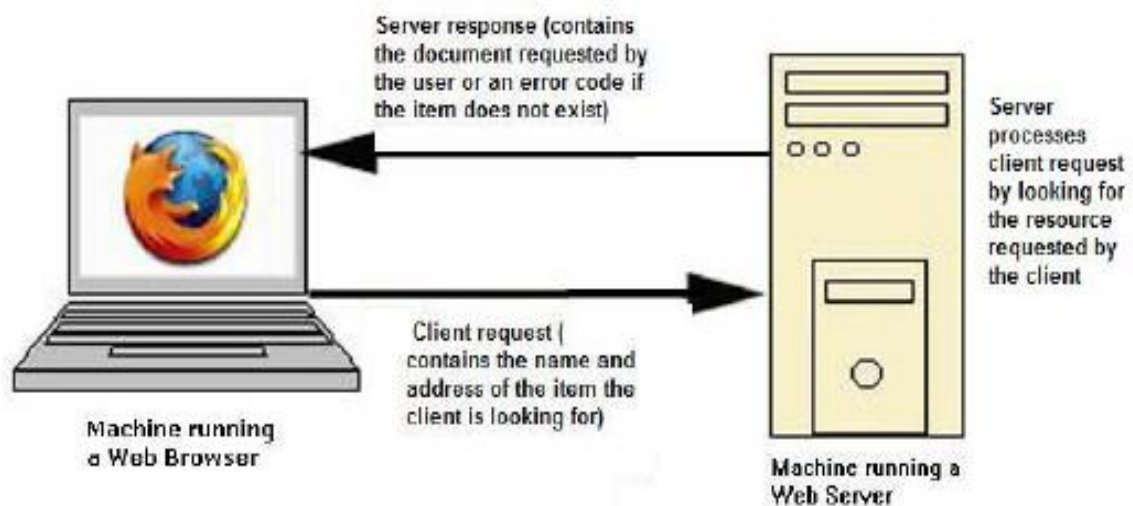 Server response (contains
the document requested by
the user or an error code if
the item does not exist)
Server
processes
client request
by looking for
the resource
requested by
the client
Client request (
contains the name and
address of the item the
client is looking for)
Machine running
a Web Browser
Machine running a
Web Server